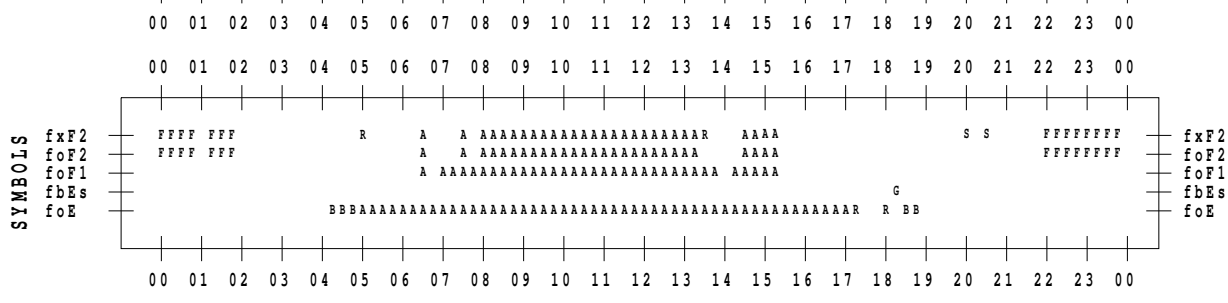 00 01 02 03 04 05 06 07 08 09 10 11 12 13 14 15 16 17 18 19 20 21 22 23 00
00 01 02 03 04 05 06 07 08 09 10 11 12 13 14 15 16 17 18 19 20 21 22 23 00
SYMBOLS
fxF2 FFFF FFF R A A AAAAAAAAAAAAAAAAAAAAAAR AAAA S S FFFFFFFF fxF2
foF2 FFFF FFF A A AAAAAAAAAAAAAAAAAAAAAA AAAA FFFFFFFF foF2
foF1 A AAAAAAAAAAAAAAAAAAAAAAAAAAAA AAAAA foF1
fbEs G fbEs
foE BBBAAAAAAAAAAAAAAAAAAAAAAAAAAAAAAAAAAAAAAAAAAAAAAAAAR R BB foE
00 01 02 03 04 05 06 07 08 09 10 11 12 13 14 15 16 17 18 19 20 21 22 23 00